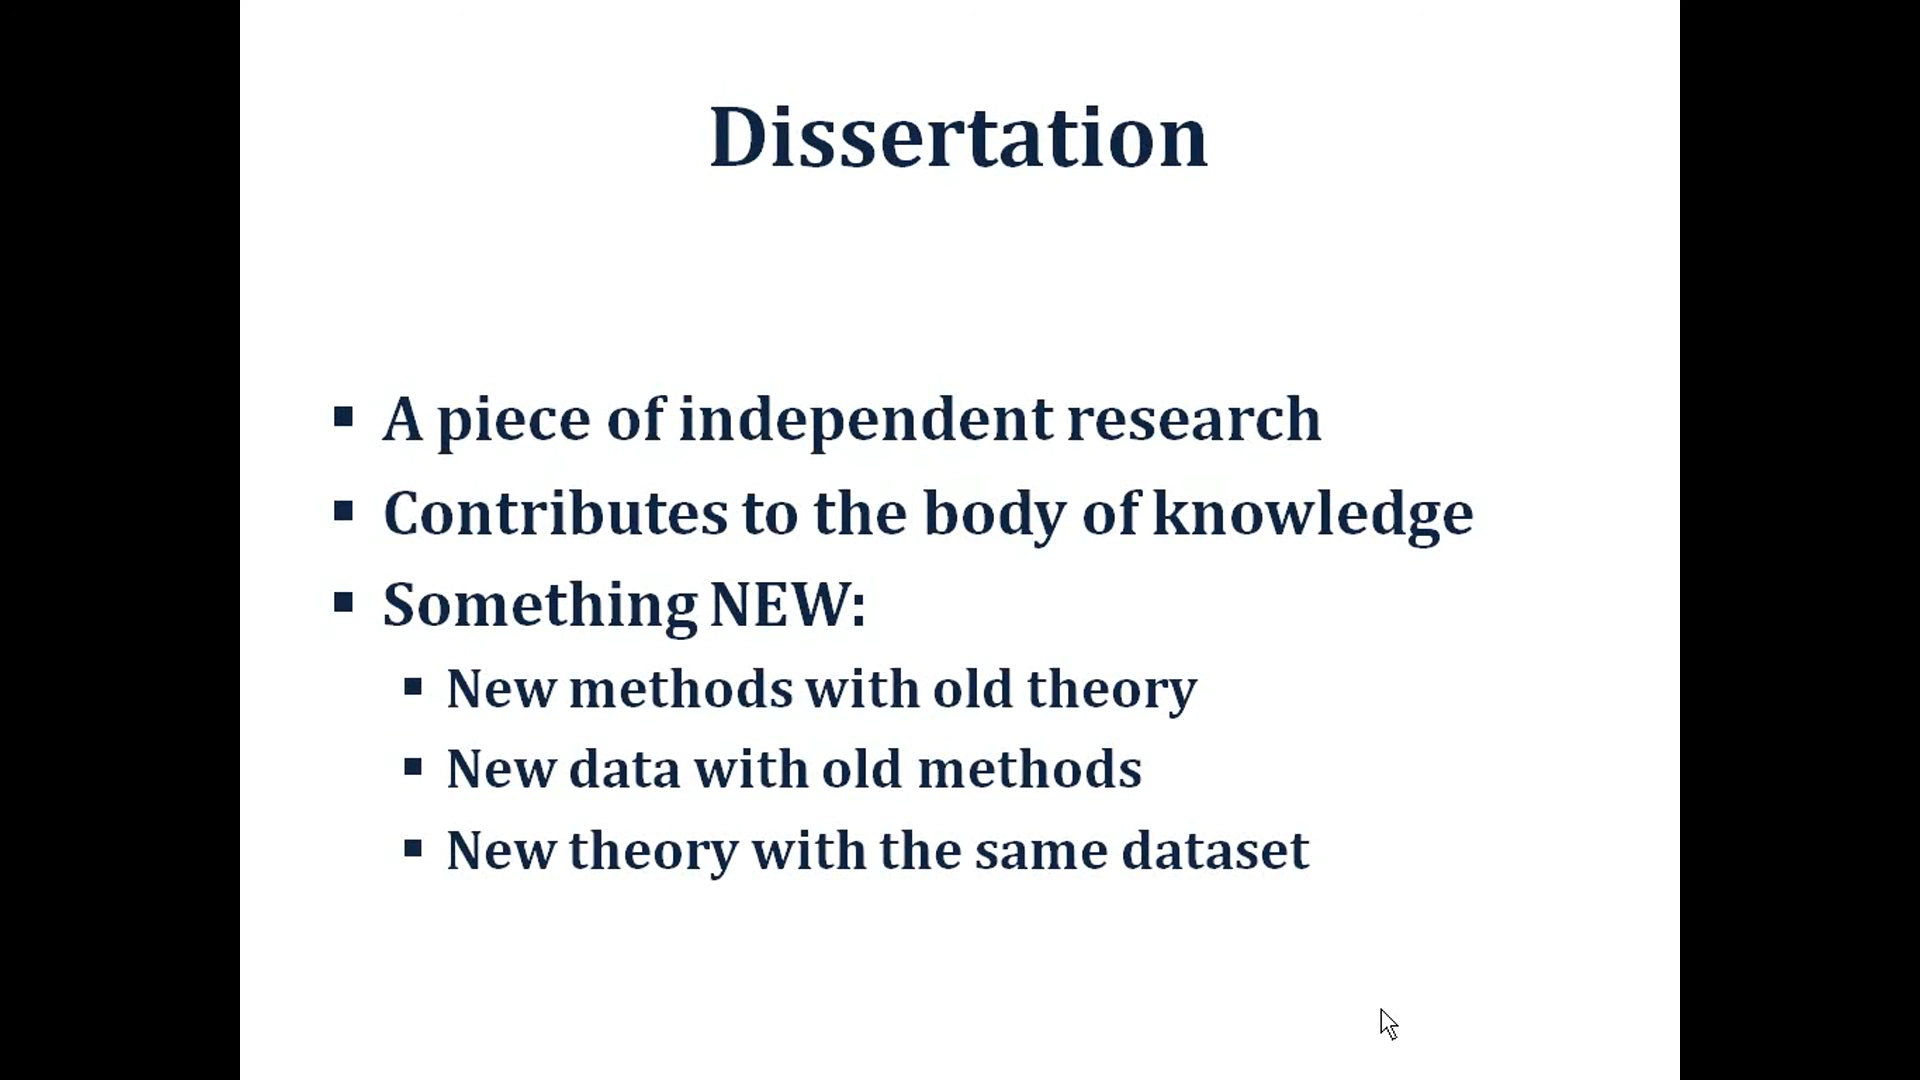 Dissertation
▪ A piece of independent research
▪ Contributes to the body of knowledge
▪ Something NEW:
▪ New methods with old theory
▪ New data with old methods
▪ New theory with the same dataset